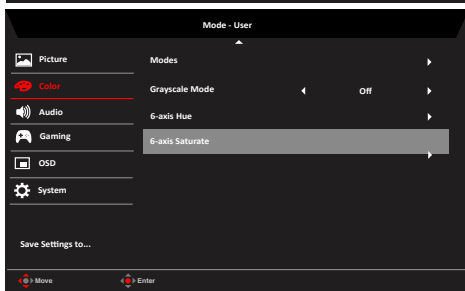 Mode - User
Picture
Color
Audio
Gaming
OSD
System
Save Settings to...
Modes
Grayscale Mode Off
6-axis Hue
6-axis Saturate
Move Enter